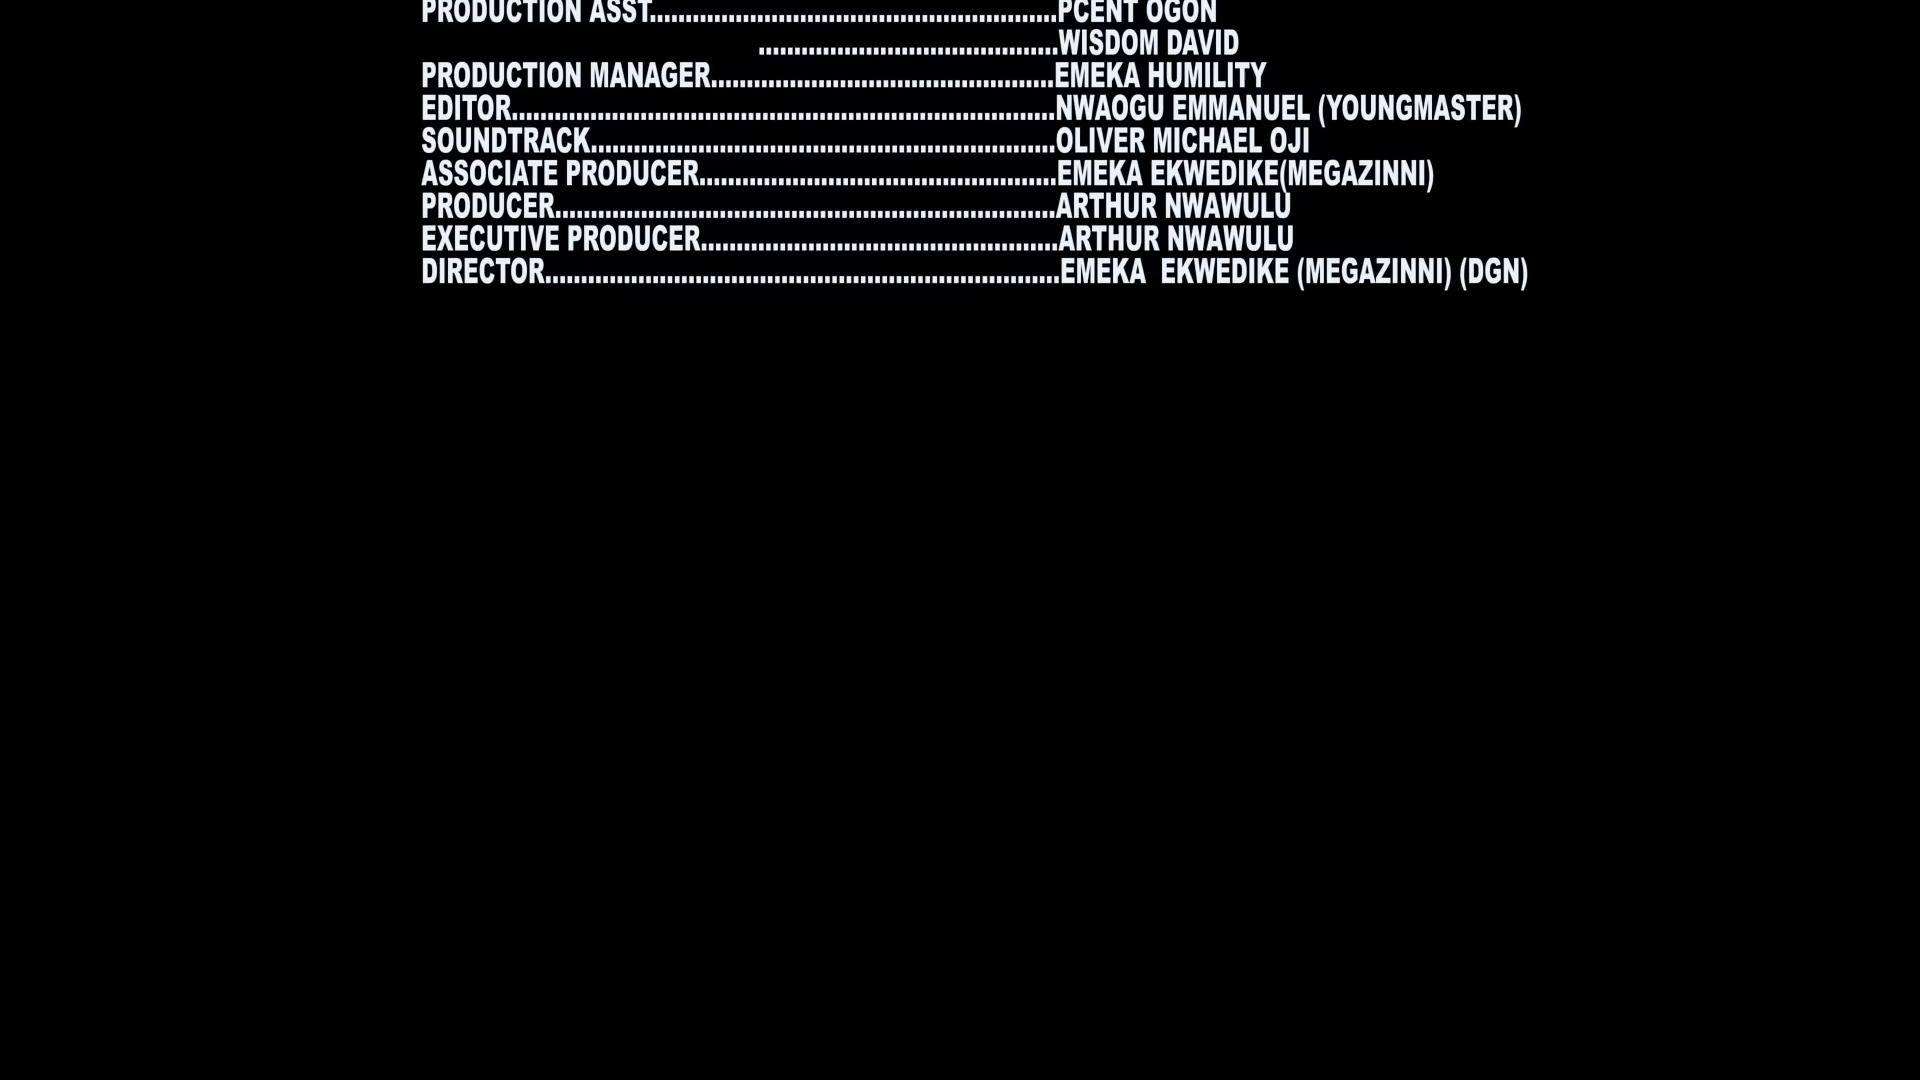 PRODUCTION ASST.........................................................PCENT OGON
..........................................WISDOM DAVID
PRODUCTION MANAGER................................................EMEKA HUMILITY
EDITOR............................................................................NWAOGU EMMANUEL (YOUNGMASTER)
SOUNDTRACK.................................................................OLIVER MICHAEL OJI
ASSOCIATE PRODUCER..................................................EMEKA EKWEDIKE(MEGAZINNI)
PRODUCER......................................................................ARTHUR NWAWULU
EXECUTIVE PRODUCER..................................................ARTHUR NWAWULU
DIRECTOR........................................................................EMEKA  EKWEDIKE (MEGAZINNI) (DGN)